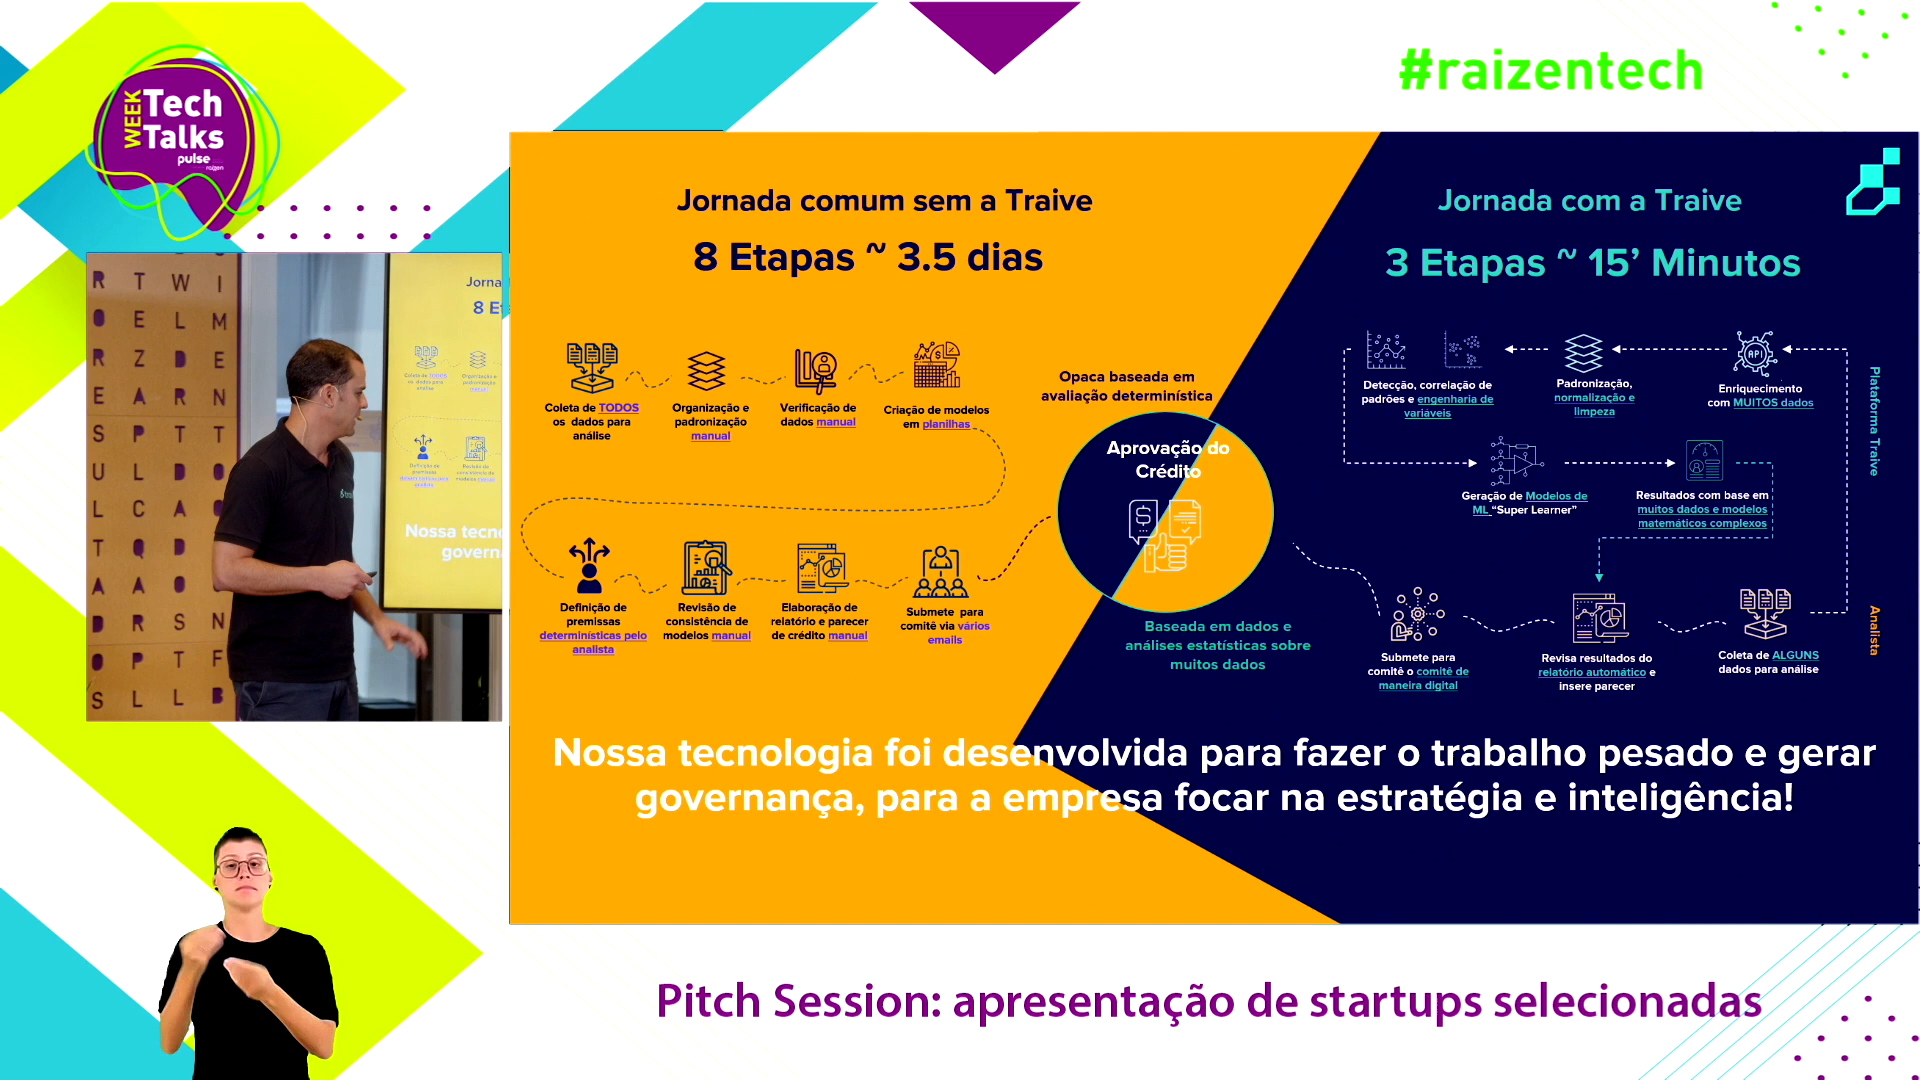 #raizentech
WEEK
Tech
Talks
pulse
raízen
Jornada comum sem a Traive
8 Etapas ~ 3.5 dias
Coleta de TODOS
os dados para
análise
Organização e
padronização
manual
Verificação de
dados manual
Criação de modelos
em planilhas
Definição de
premissas
determinísticas pelo
analista
Revisão de
consistência de
modelos manual
Elaboração de
relatório e parecer
de crédito manual
Submete para
comitê via vários
emails
Opaca baseada em
avaliação determinística
Aprovação do
Crédito
Baseada em dados e
análises estatísticas sobre
muitos dados
Jornada com a Traive
3 Etapas ~ 15’ Minutos
Detecção, correlação de
padrões e engenharia de
variáveis
Padronização,
normalização e
limpeza
API
Enriquecimento
com MUITOS dados
Geração de Modelos de
ML “Super Learner”
Resultados com base em
muitos dados e modelos
matemáticos complexos
Submete para
comitê o comitê de
maneira digital
Revisa resultados do
relatório automático e
insere parecer
Coleta de ALGUNS
dados para análise
Plataforma Traive
Analista
Nossa tecnologia foi desenvolvida para fazer o trabalho pesado e gerar
governança, para a empresa focar na estratégia e inteligência!
Jorna
8 E
Nossa tecn
govern
R T W I
O E L M
R Z D E
E A R N
S P T T
U L D O
L C A
T Q D
A A O
D R S N
O P T F
S L L B
Pitch Session: apresentação de startups selecionadas